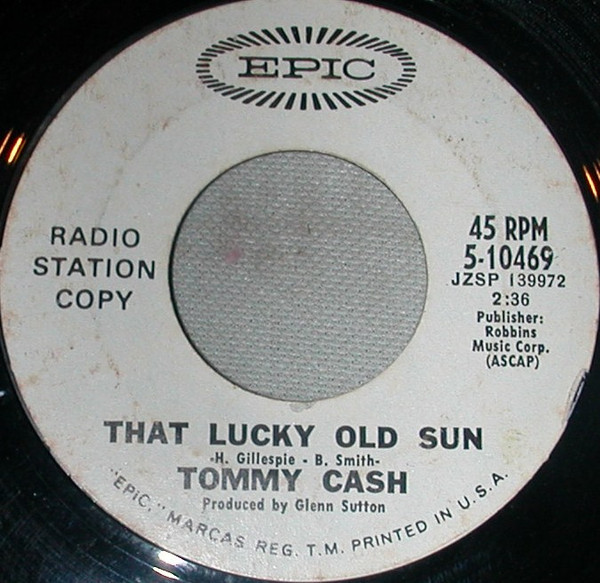 EPIC
RADIO
STATION
COPY
45 RPM
5-10469
JZSP 139972
2:36
Publisher:
Robbins
Music Corp.
(ASCAP)
THAT LUCKY OLD SUN
-H. Gillespie - B. Smith-
TOMMY CASH
Produced by Glenn Sutton
"EPIC," MARCAS REG. T.M. PRINTED IN U.S.A.